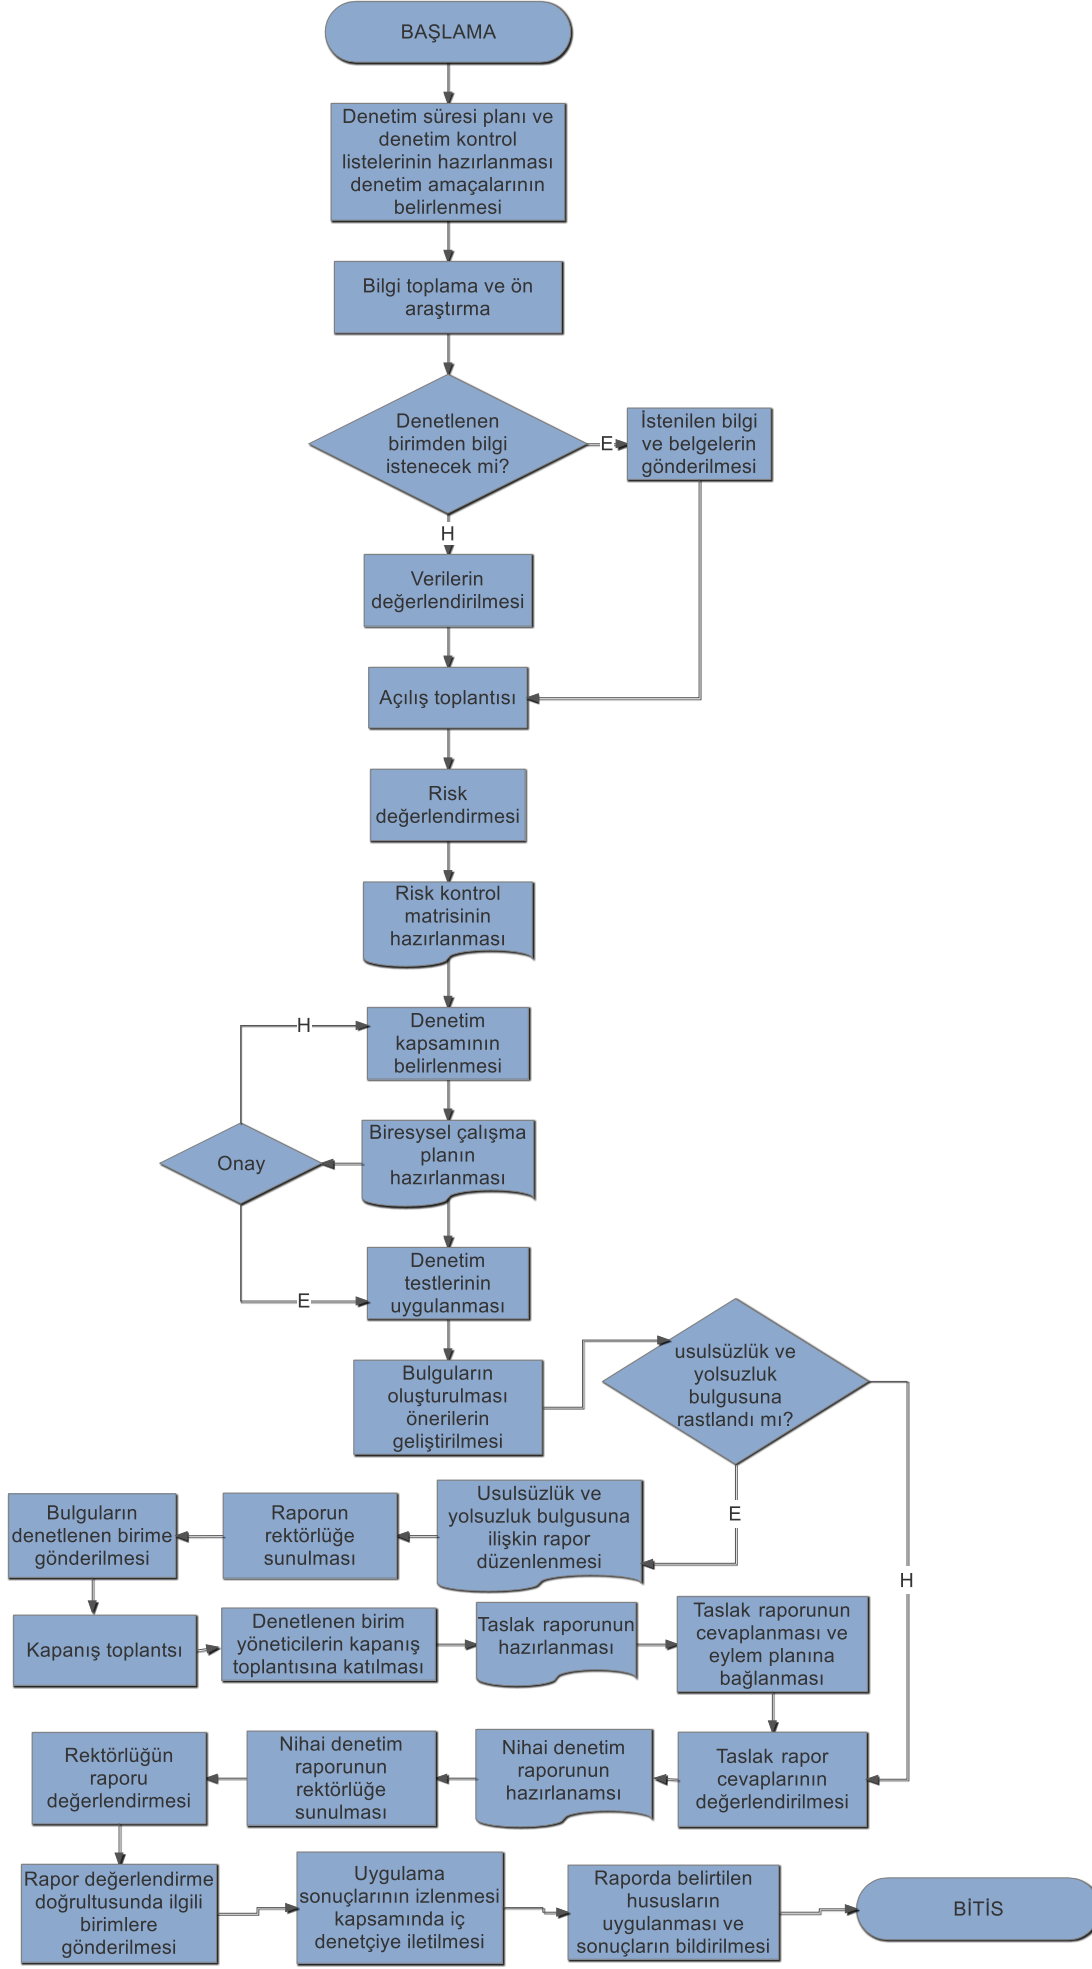 BAŞLAMA
Denetim süresi planı ve
denetim kontrol
listelerinin hazırlanması
denetim amaçalarının
belirlenmesi
Bilgi toplama ve ön
araştırma
Denetlenen
birimden bilgi
istenecek mi?
E
İstenilen bilgi
ve belgelerin
gönderilmesi
H
Verilerin
değerlendirilmesi
Açılış toplantısı
Risk
değerlendirmesi
Risk kontrol
matrisinin
hazırlanması
H
Denetim
kapsamının
belirlenmesi
Biresysel çalışma
planın
hazırlanması
Onay
E
Denetim
testlerinin
uygulanması
Bulguların
oluşturulması
önerilerin
geliştirilmesi
usulsüzlük ve
yolsuzluk
bulgusuna
rastlandı mı?
E
H
Usulsüzlük ve
yolsuzluk bulgusuna
ilişkin rapor
düzenlenmesi
Raporun
rektörlüğe
sunulması
Bulguların
denetlenen birime
gönderilmesi
Kapanış toplantsı
Denetlenen birim
yöneticilerin kapanış
toplantısına katılması
Taslak raporunun
hazırlanması
Taslak raporunun
cevaplanması ve
eylem planına
bağlanması
Taslak rapor
cevaplarının
değerlendirilmesi
Nihai denetim
raporunun
hazırlanamsı
Nihai denetim
raporunun
rektörlüğe
sunulması
Rektörlüğün
raporu
değerlendirmesi
Rapor değerlendirme
doğrultusunda ilgili
birimlere
gönderilmesi
Uygulama
sonuçlarının izlenmesi
kapsamında iç
denetçiye iletilmesi
Raporda belirtilen
hususların
uygulanması ve
sonuçların bildirilmesi
BİTİS